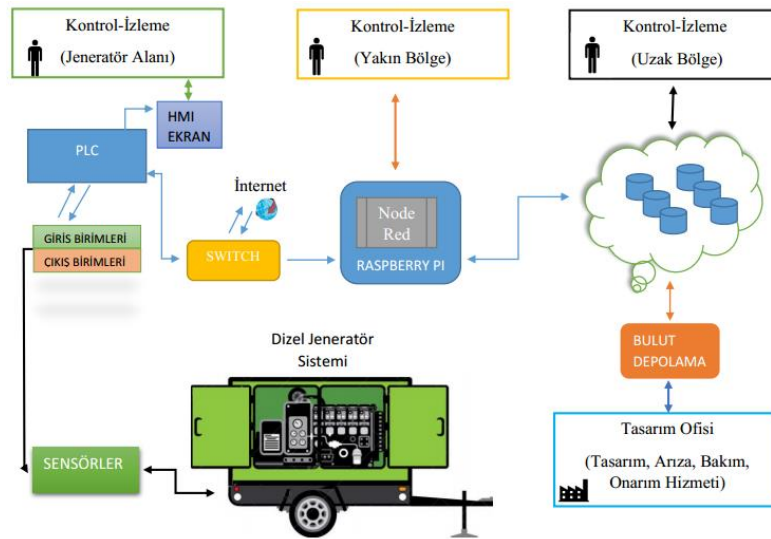 Kontrol-İzleme
(Jeneratör Alanı)
Kontrol-İzleme
(Yakın Bölge)
Kontrol-İzleme
(Uzak Bölge)
HMI
EKRAN
PLC
İnternet
Node
Red
GİRİŞ BİRİMLERİ
ÇIKIŞ BİRİMLERİ
SWITCH
RASPBERRY PI
Dizel Jeneratör
Sistemi
BULUT
DEPOLAMA
Tasarım Ofisi
(Tasarım, Arıza, Bakım,
Onarım Hizmeti)
SENSÖRLER